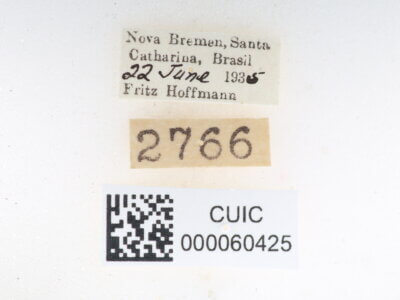 Nova Bremen, Santa
Catharina, Brasil
22 June 1935
Fritz Hoffmann
2766
CUIC
000060425